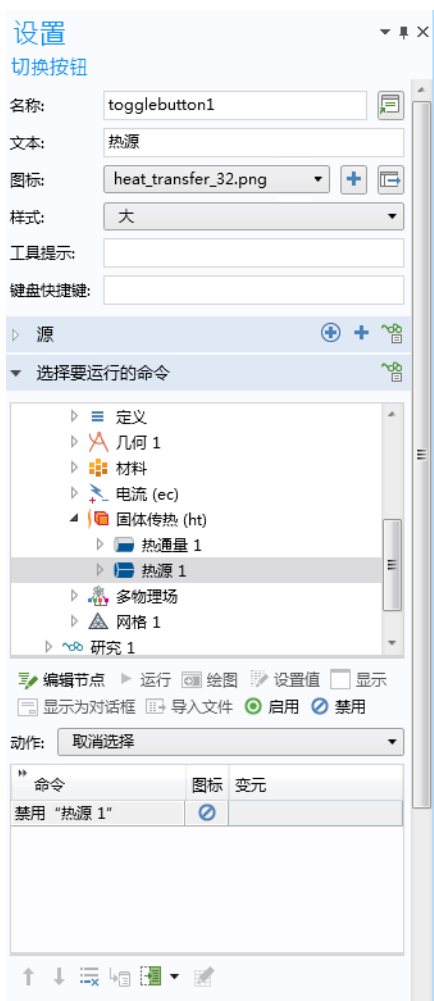 设置
切换按钮
名称: togglebutton1
文本: 热源
图标: heat_transfer_32.png
样式: 大
工具提示:
键盘快捷键:
源
选择要运行的命令
定义
几何 1
材料
电流 (ec)
固体传热 (ht)
热通量 1
热源 1
多物理场
网格 1
研究 1
编辑节点 运行 绘图 设置值 显示
显示为对话框 导入文件 启用 禁用
动作: 取消选择
命令 图标 变元
禁用 "热源 1"